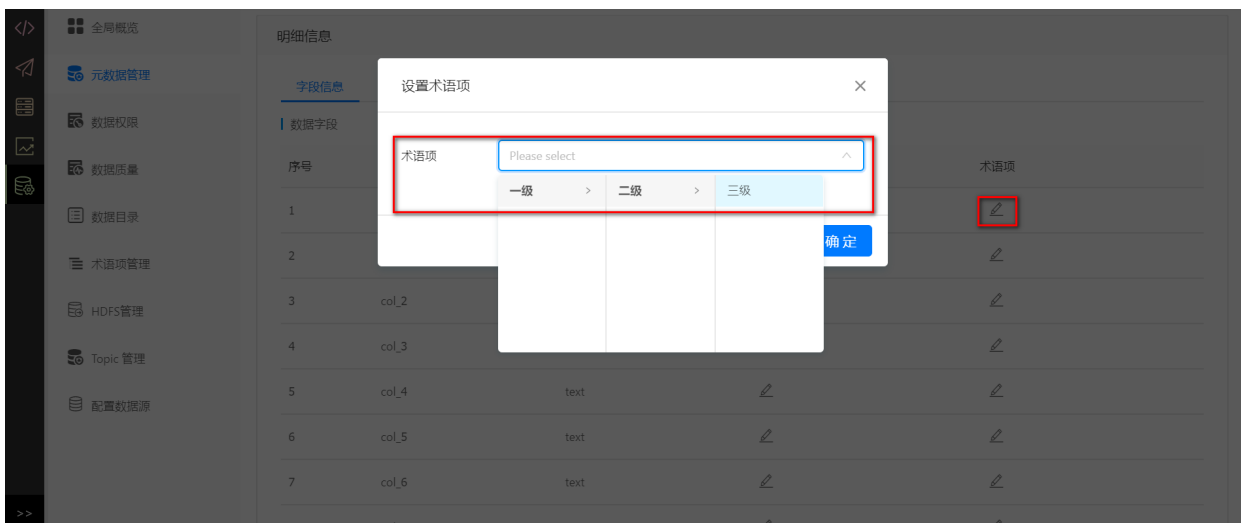 </>
全局概览
元数据管理
数据权限
数据质量
数据目录
术语项管理
HDFS管理
Topic 管理
配置数据源
>>
明细信息
字段信息
数据字段
序号 术语项
1
2
3 col_2
4 col_3
5 col_4 text
6 col_5 text
7 col_6 text
设置术语项
术语项 Please select
一级 > 二级 > 三级
确 定